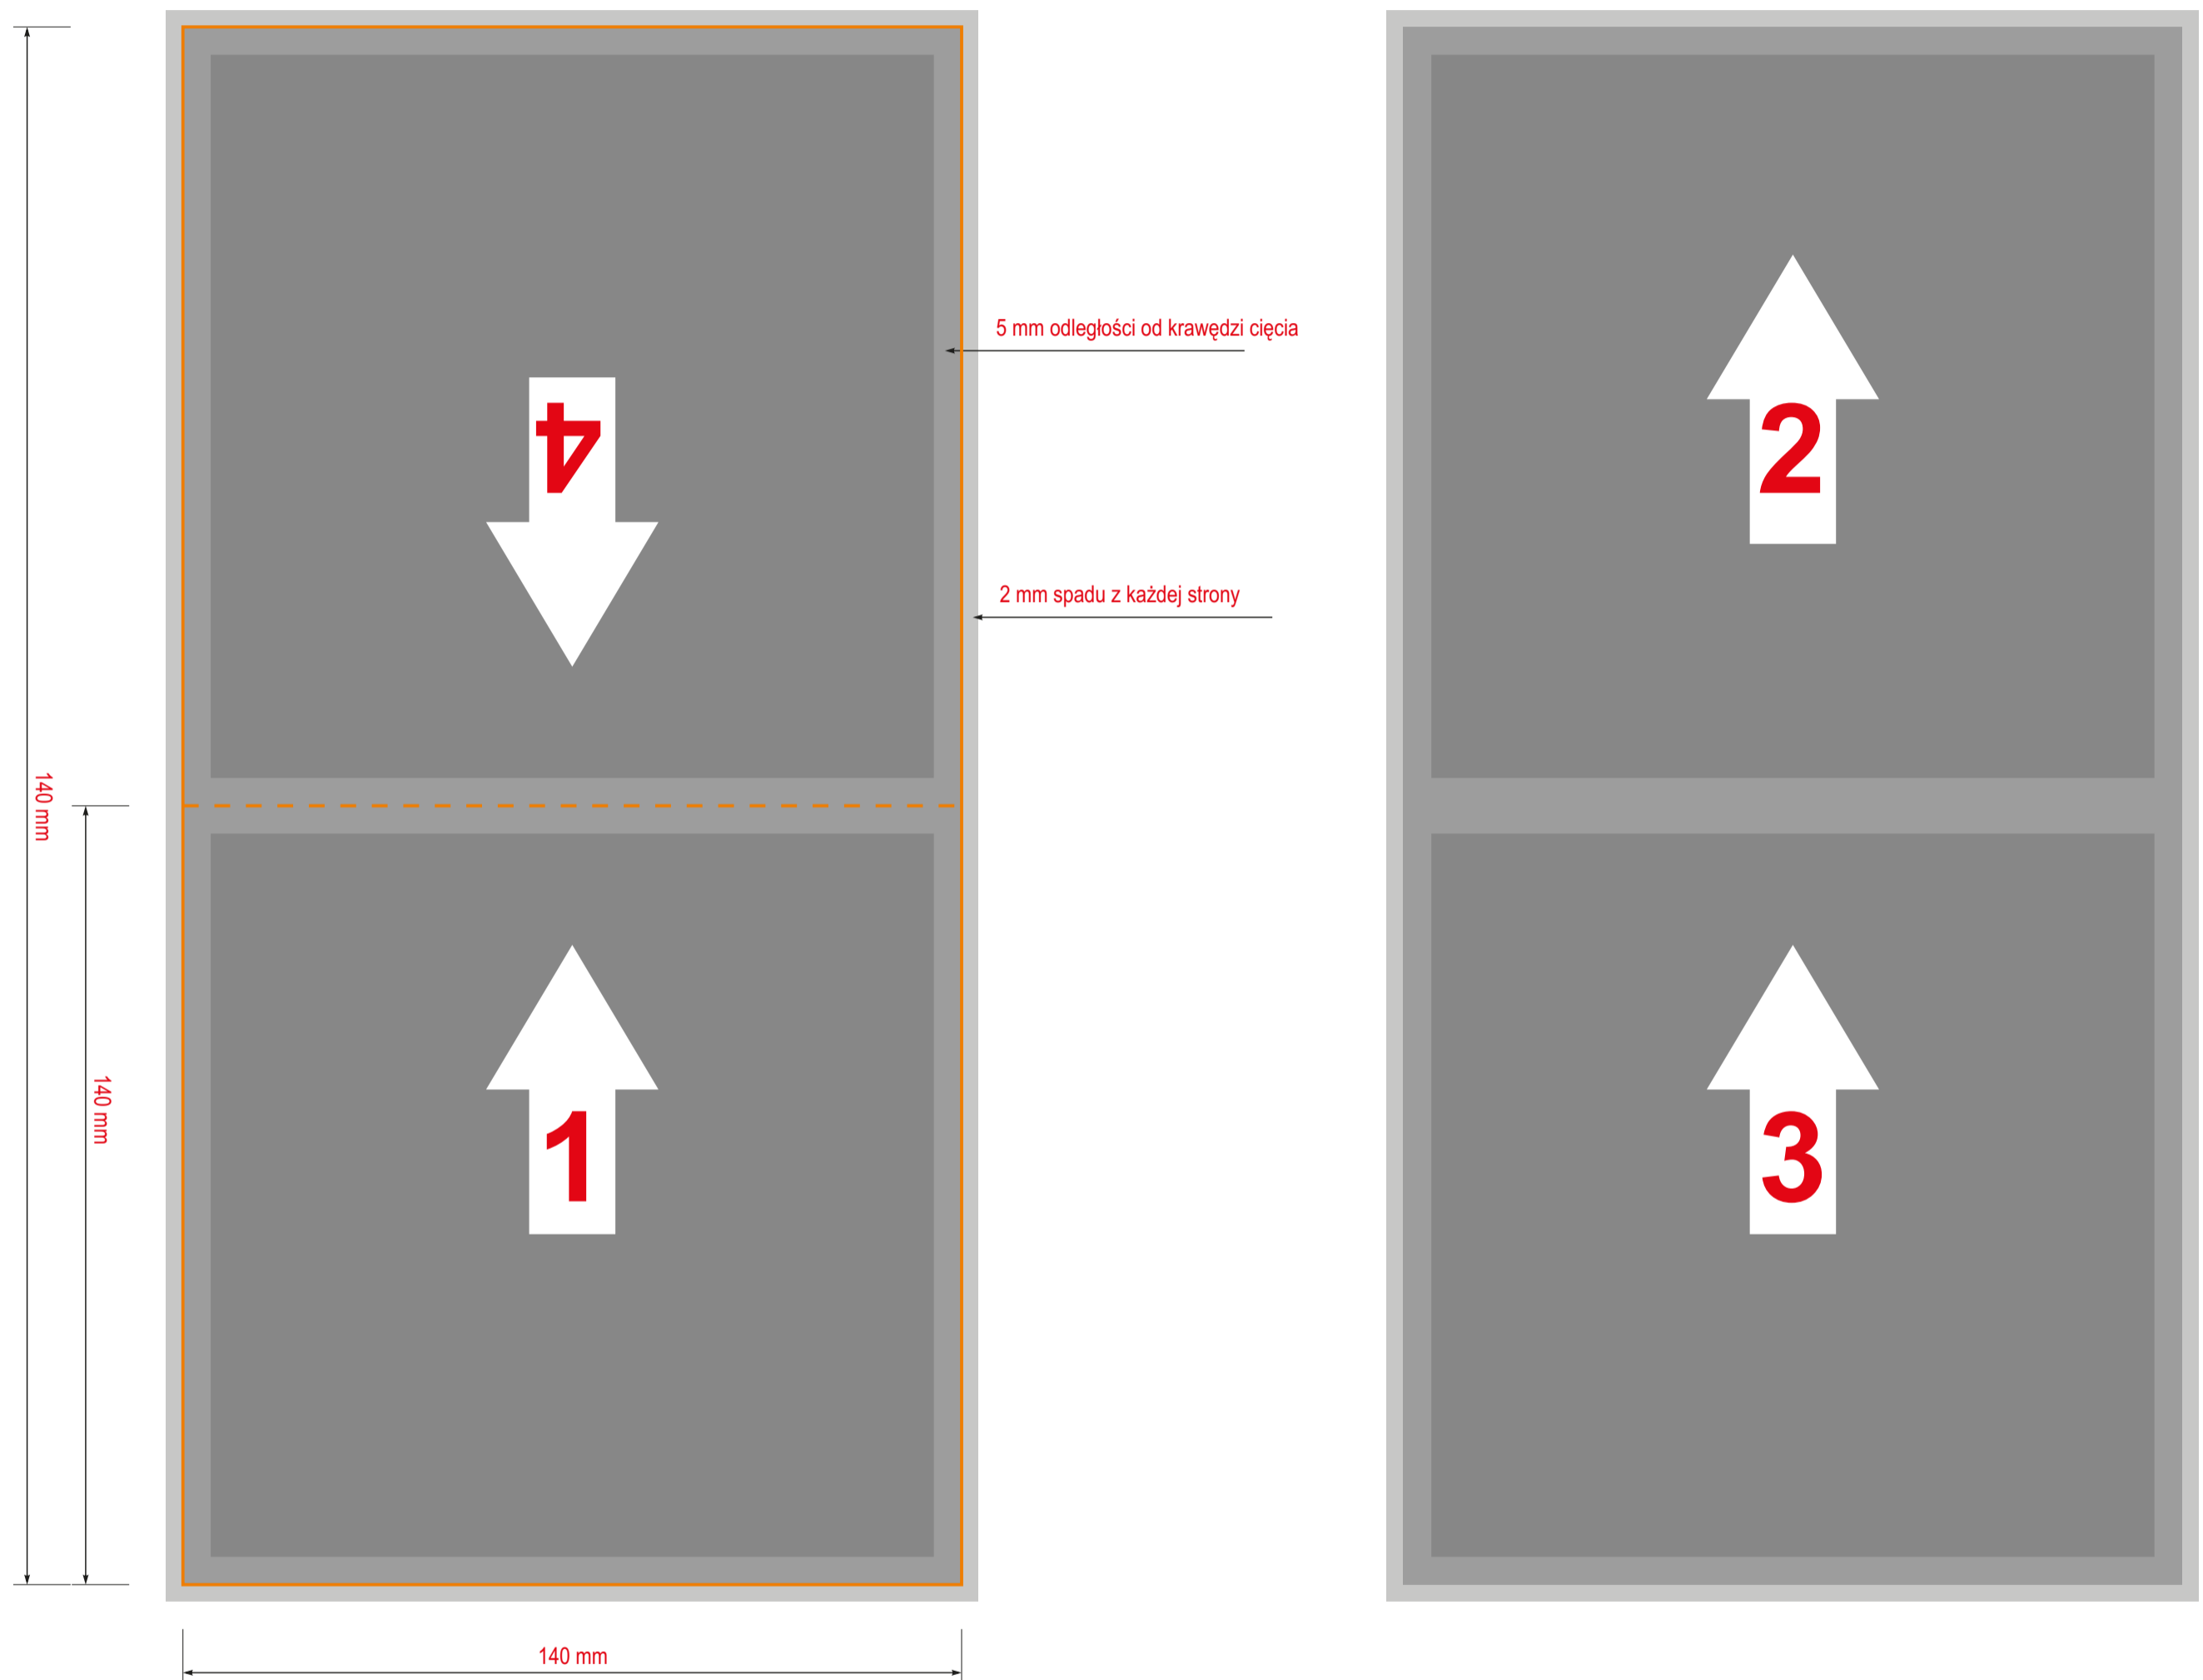 5 mm odległości od krawędzi cięcia
4
2
2 mm spadu z każdej strony
140 mm
140 mm
1
3
140 mm